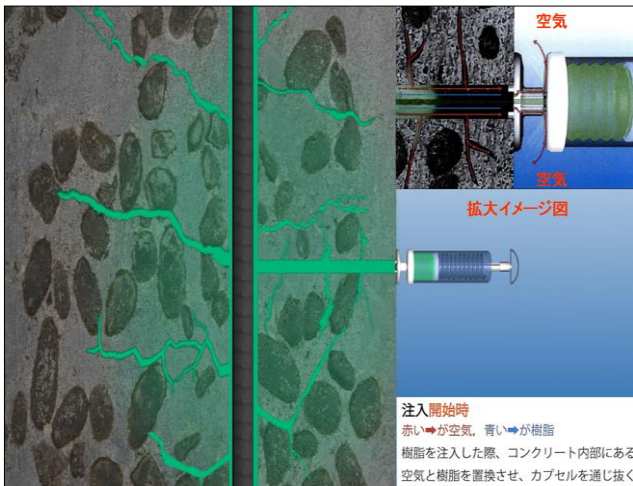 空気
空気
拡大イメージ図
注入開始時
赤い➡が空気，青い➡が樹脂
樹脂を注入した際、コンクリート内部にある
空気と樹脂を置換させ、カプセルを通じ抜く